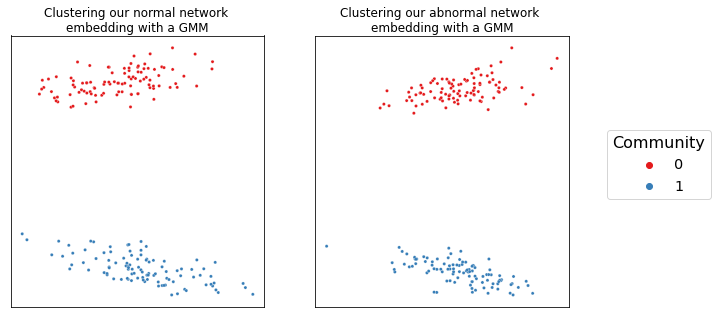 Clustering our normal network
embedding with a GMM
Clustering our abnormal network
embedding with a GMM
Community
0
1